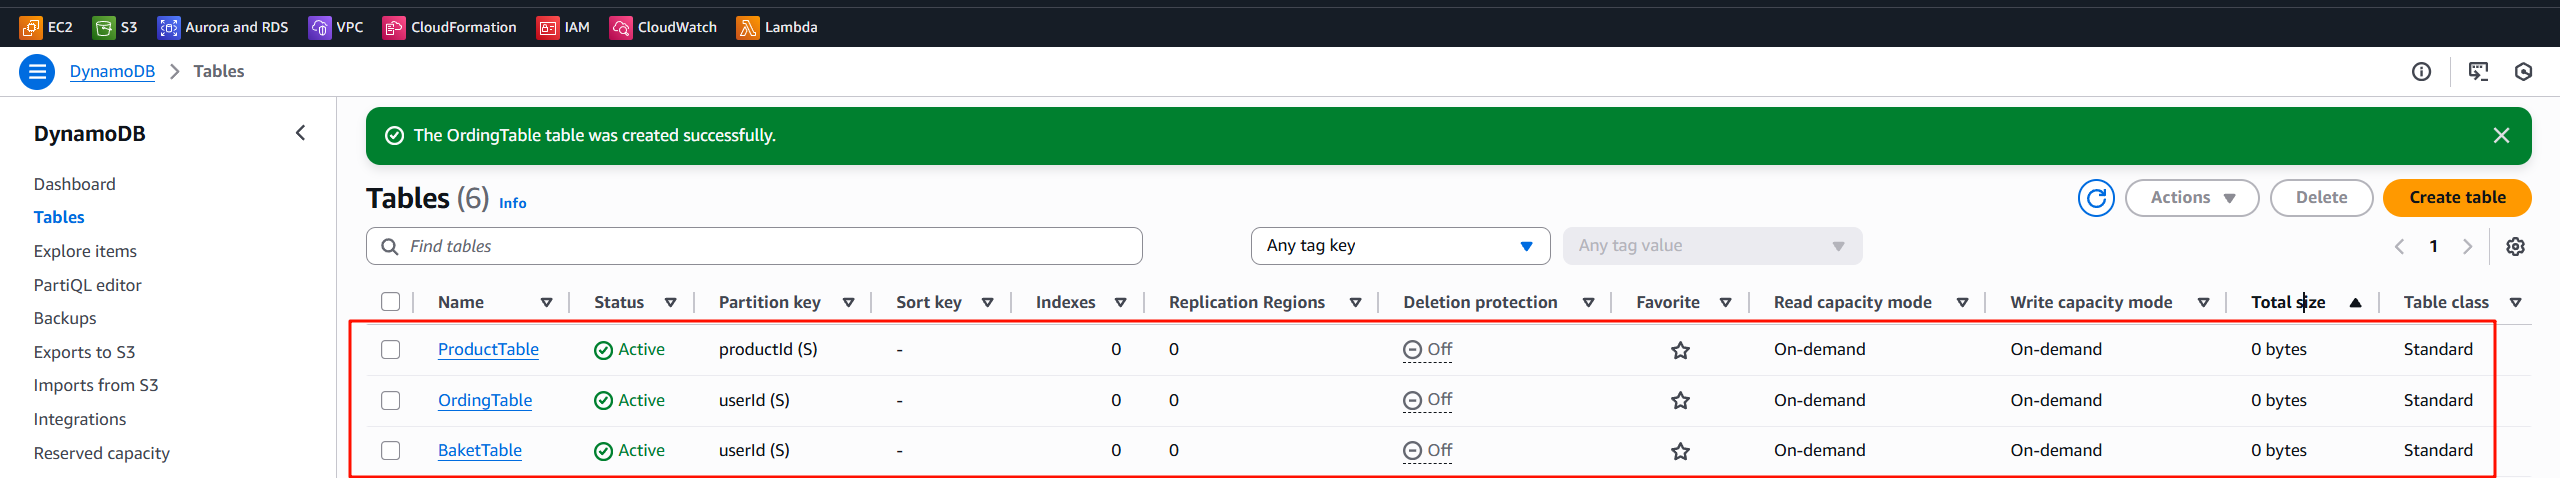 EC2 S3 Aurora and RDS VPC CloudFormation IAM CloudWatch Lambda
DynamoDB Tables
DynamoDB
Dashboard
Tables
Explore items
PartiQL editor
Backups
Exports to S3
Imports from S3
Integrations
Reserved capacity
The OrdingTable table was created successfully.
Tables (6) Info
Actions Delete Create table
Find tables Any tag key Any tag value 1
Name Status Partition key Sort key Indexes Replication Regions Deletion protection Favorite Read capacity mode Write capacity mode Total size Table class
ProductTable Active productId (S) - 0 0 Off On-demand On-demand 0 bytes Standard
OrdingTable Active userId (S) - 0 0 Off On-demand On-demand 0 bytes Standard
BaketTable Active userId (S) - 0 0 Off On-demand On-demand 0 bytes Standard